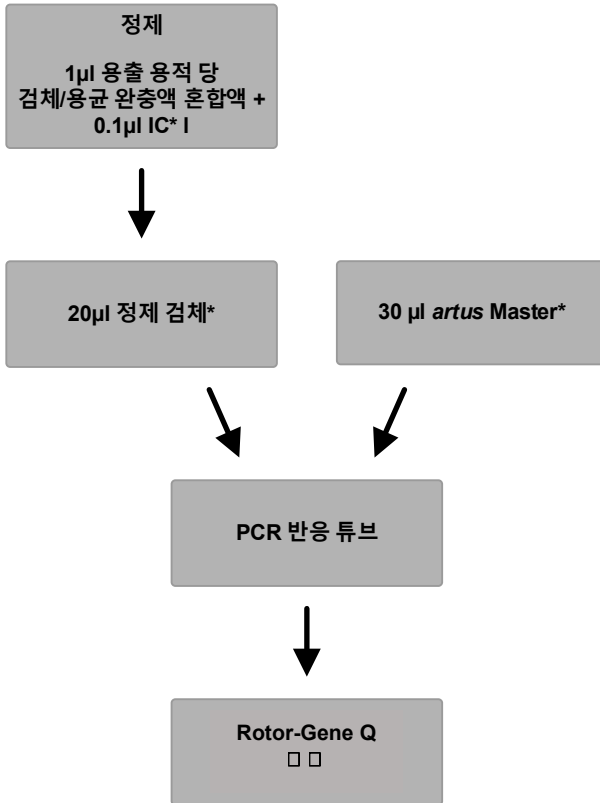 정제
1µl 용출 용적 당
검체/용균 완충액 혼합액 +
0.1µl IC* I
20µl 정제 검체*
30 µl artus Master*
PCR 반응 튜브
Rotor-Gene Q